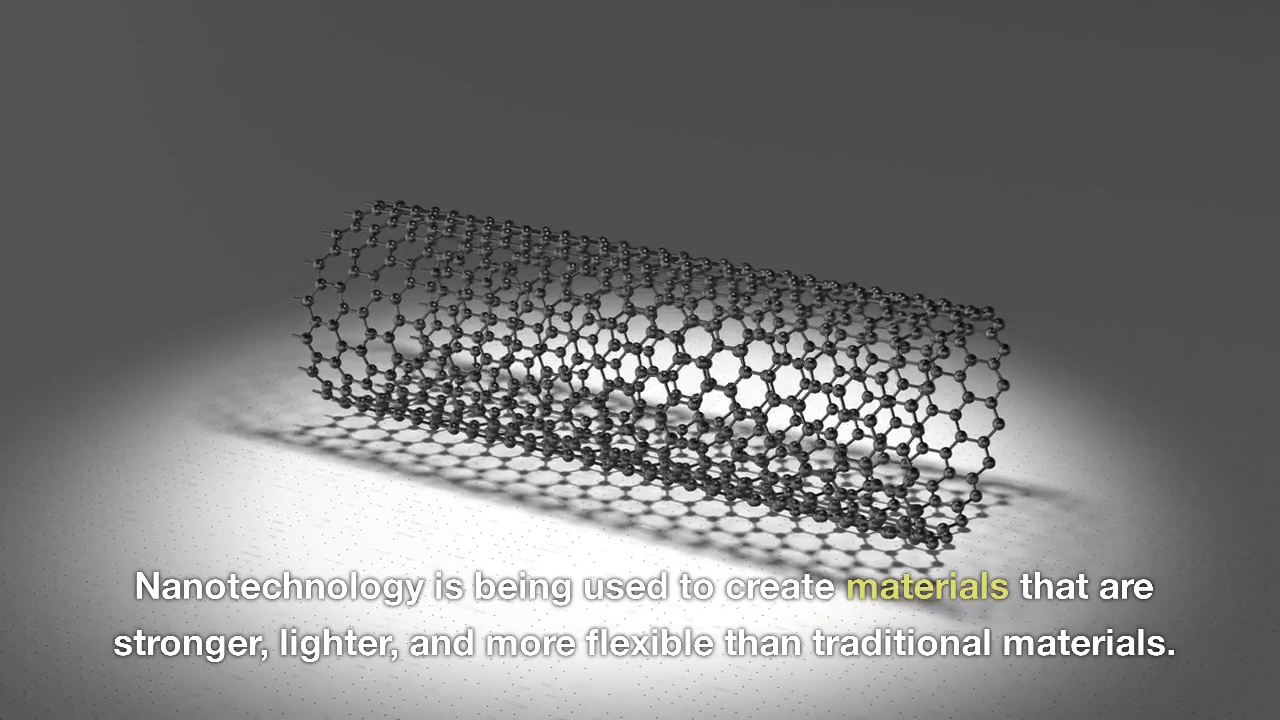 Nanotechnology is being used to create materials that are
stronger, lighter, and more flexible than traditional materials.